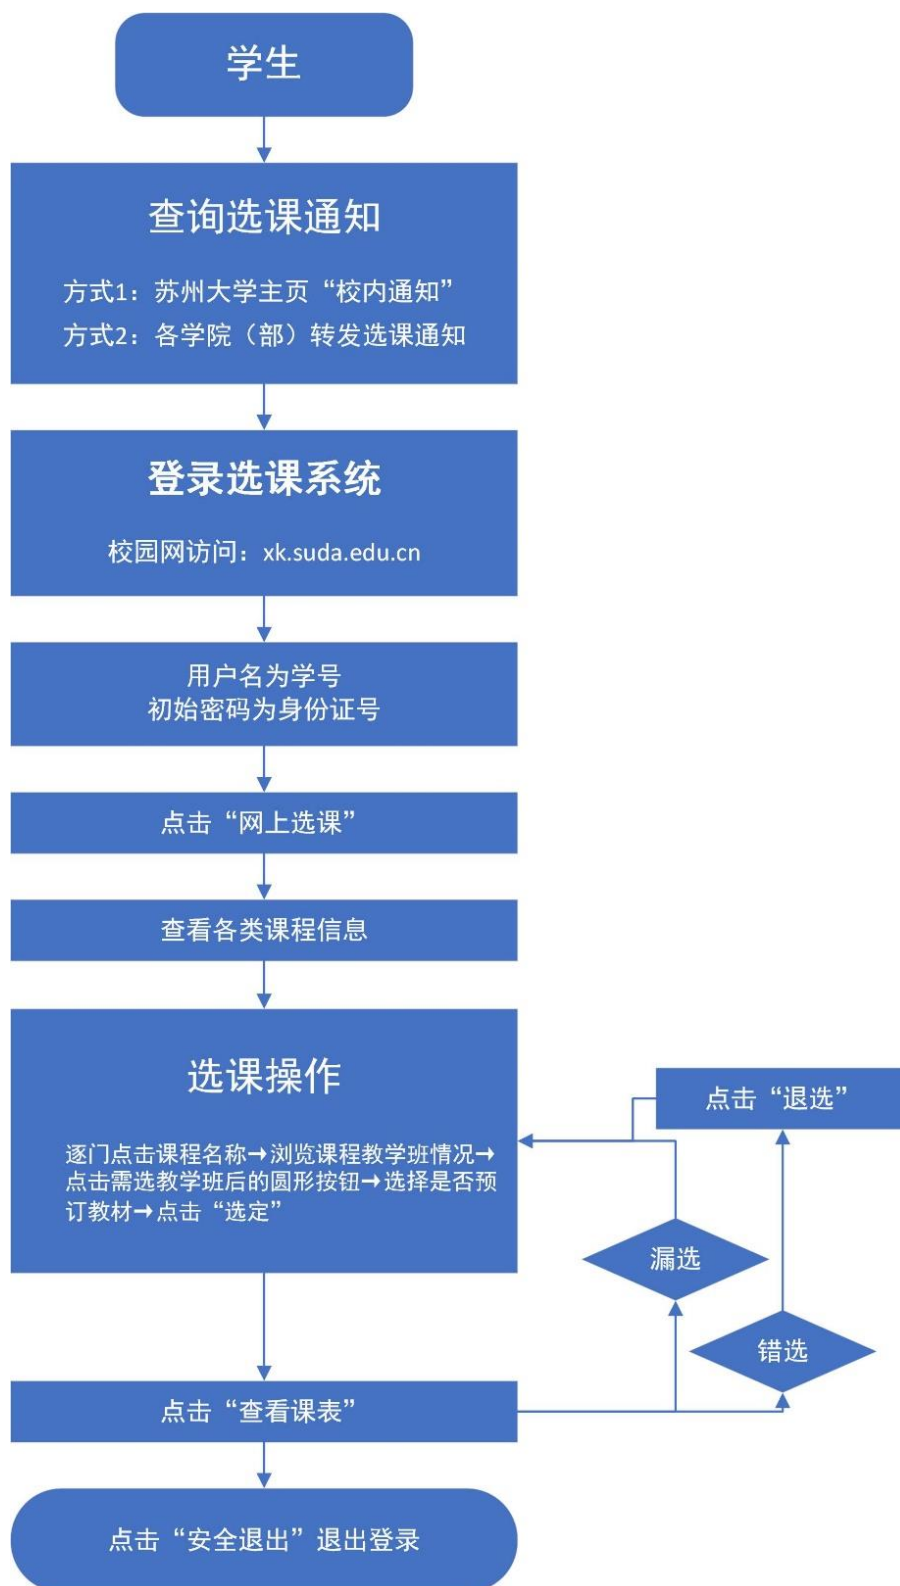 学生
查询选课通知
方式1：苏州大学主页“校内通知”
方式2：各学院（部）转发选课通知
登录选课系统
校园网访问：xk.suda.edu.cn
用户名为学号
初始密码为身份证号
点击“网上选课”
查看各类课程信息
选课操作
逐门点击课程名称→浏览课程教学班情况→
点击需选教学班后的圆形按钮→选择是否预
订教材→点击“选定”
点击“退选”
漏选
错选
点击“查看课表”
点击“安全退出”退出登录